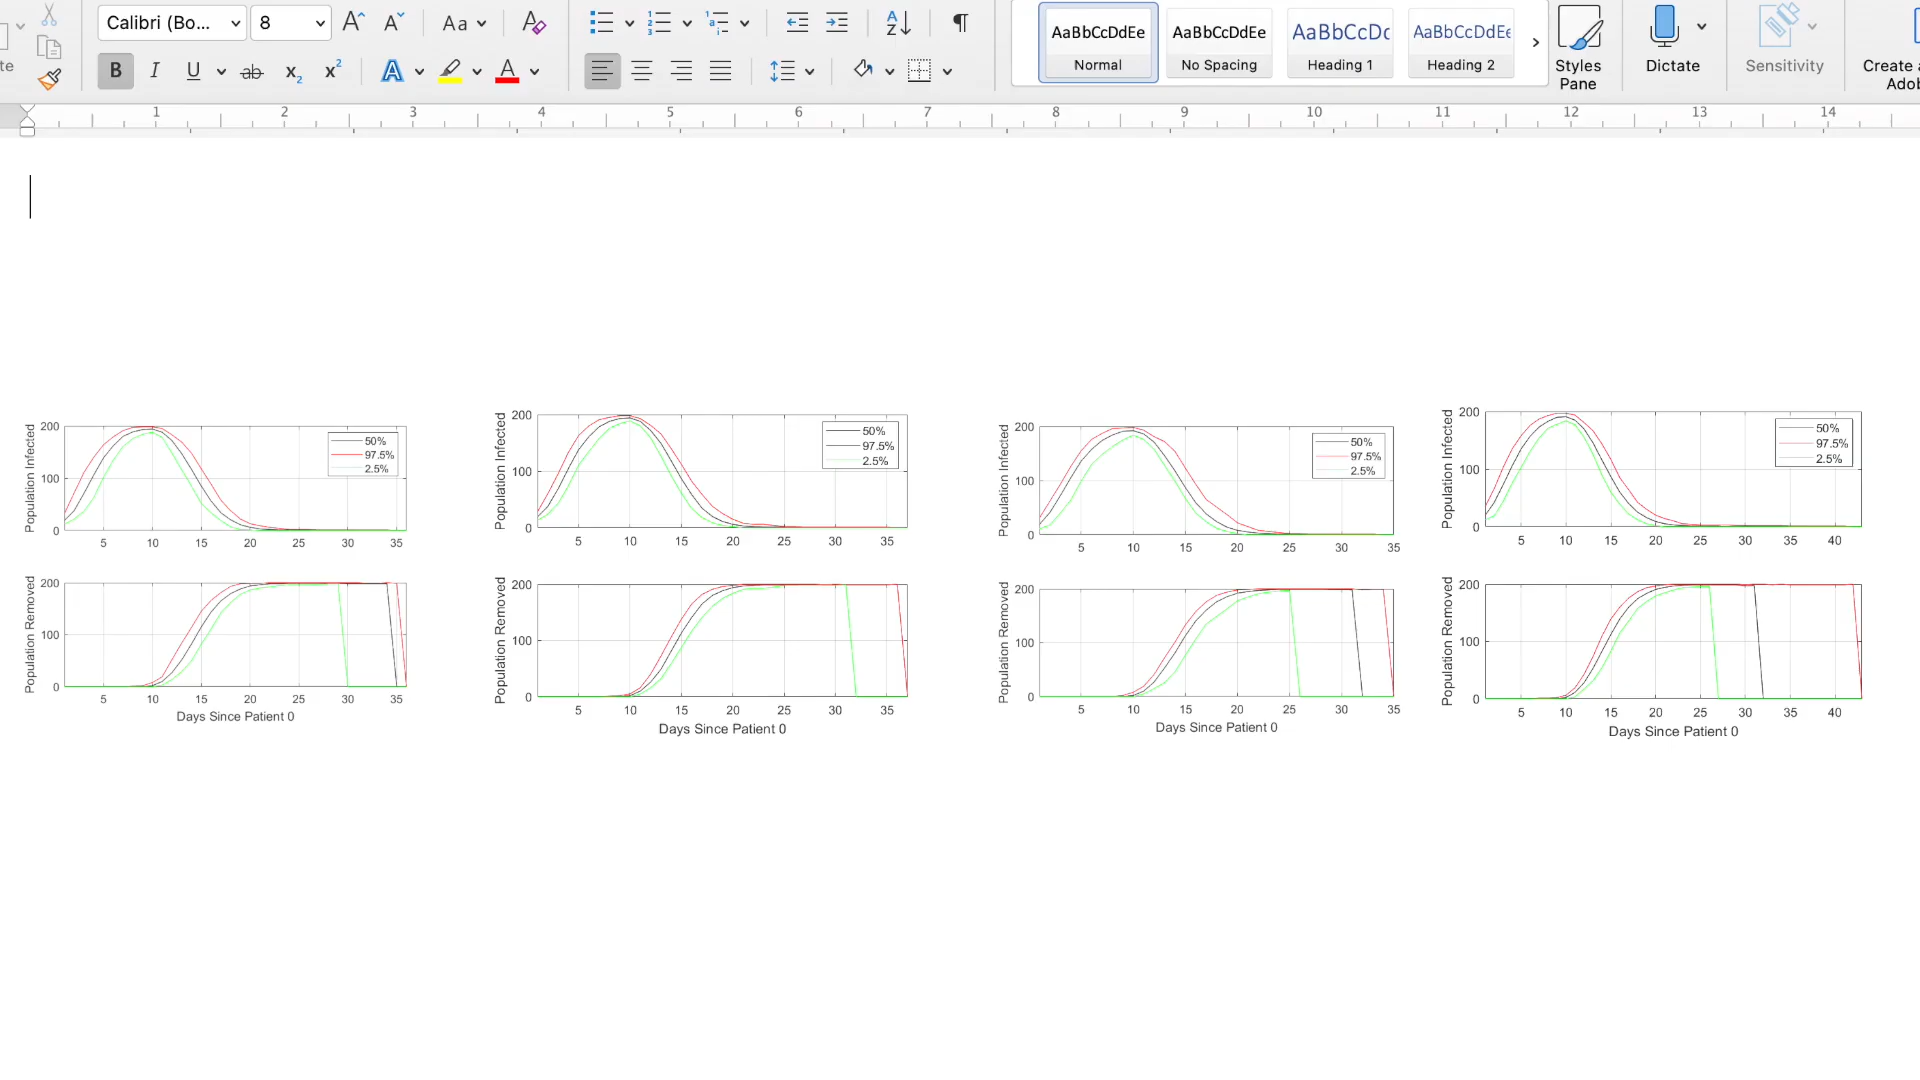 Calibri (Bo...
8
Aa
AaBbCcDdEe
AaBbCcDdEe
AaBbCcDc
AaBbCcDdEe
Normal
No Spacing
Heading 1
Heading 2
Styles
Pane
Dictate
Sensitivity
Create a
Adob
te
B I U ab x2 x2 A A
A
Z
¶
1 2 3 4 5 6 7 8 9 10 11 12 13 14
Population Infected
200
100
0
50%
97.5%
2.5%
5 10 15 20 25 30 35
Population Removed
200
100
0
5 10 15 20 25 30 35
Days Since Patient 0
Population Infected
200
100
0
50%
97.5%
2.5%
5 10 15 20 25 30 35
Population Removed
200
100
0
5 10 15 20 25 30 35
Days Since Patient 0
Population Infected
200
100
0
50%
97.5%
2.5%
5 10 15 20 25 30 35
Population Removed
200
100
0
5 10 15 20 25 30 35
Days Since Patient 0
Population Infected
200
100
0
50%
97.5%
2.5%
5 10 15 20 25 30 35 40
Population Removed
200
100
0
5 10 15 20 25 30 35 40
Days Since Patient 0